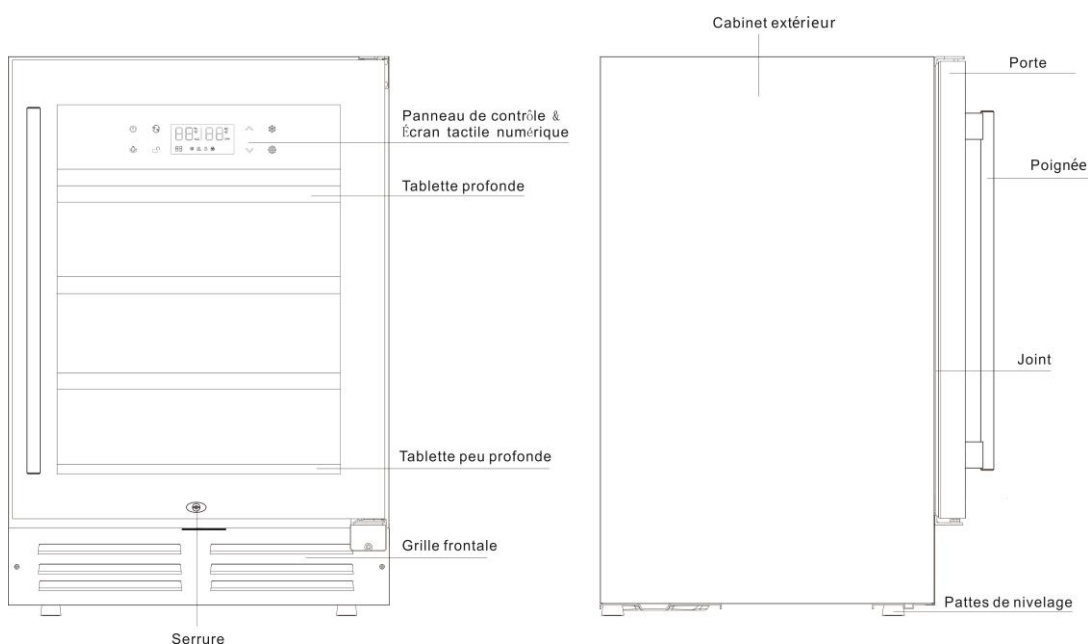 Cabinet extérieur
Porte
Panneau de contrôle &
Écran tactile numérique
Poignée
Tablette profonde
Joint
Tablette peu profonde
Grille frontale
Pattes de nivelage
Serrure